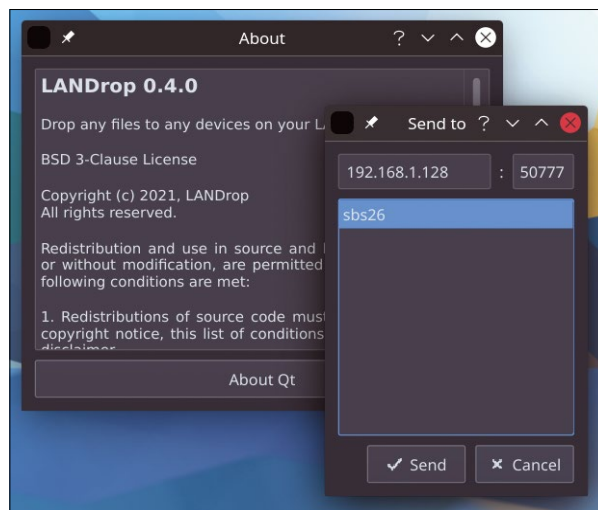 About
LANDrop 0.4.0
Drop any files to any devices on your
BSD 3-Clause License
Copyright (c) 2021, LANDrop
All rights reserved.
Redistribution and use in source and
or without modification, are permitted
following conditions are met:
1. Redistributions of source code must
copyright notice, this list of conditions
disclaimer
About Qt
Send to
192.168.1.128 : 50777
sbs26
Send Cancel